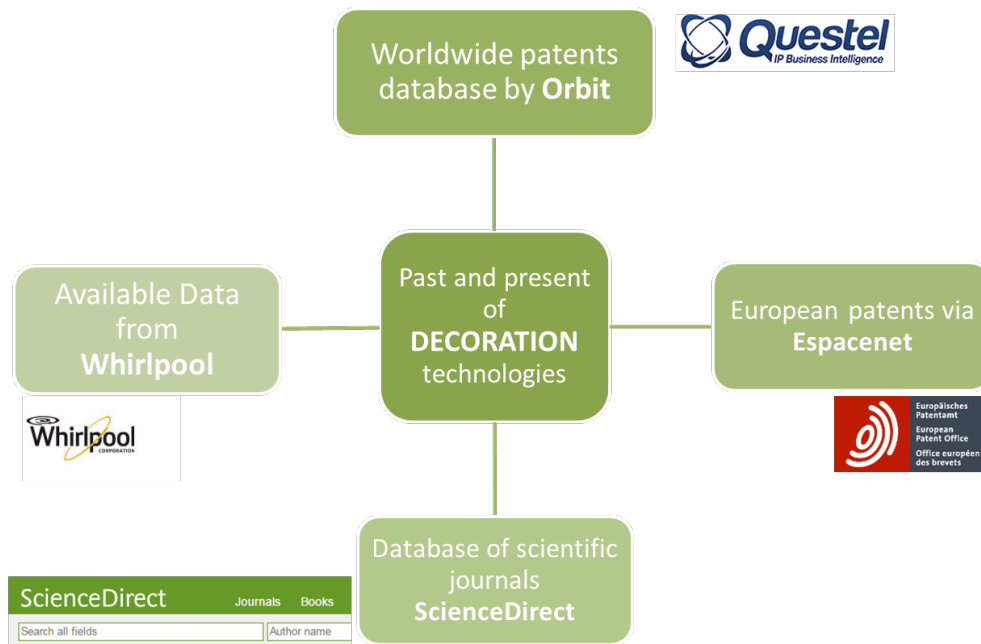 Worldwide patents
database by Orbit
Questel
IP Business Intelligence
Available Data
from
Whirlpool
Whirlpool
CORPORATION
Past and present
of
DECORATION
technologies
European patents via
Espacenet
Europäisches
Patentamt
European
Patent Office
Office européen
des brevets
Database of scientific
journals
ScienceDirect
ScienceDirect Journals Books
Search all fields Author name